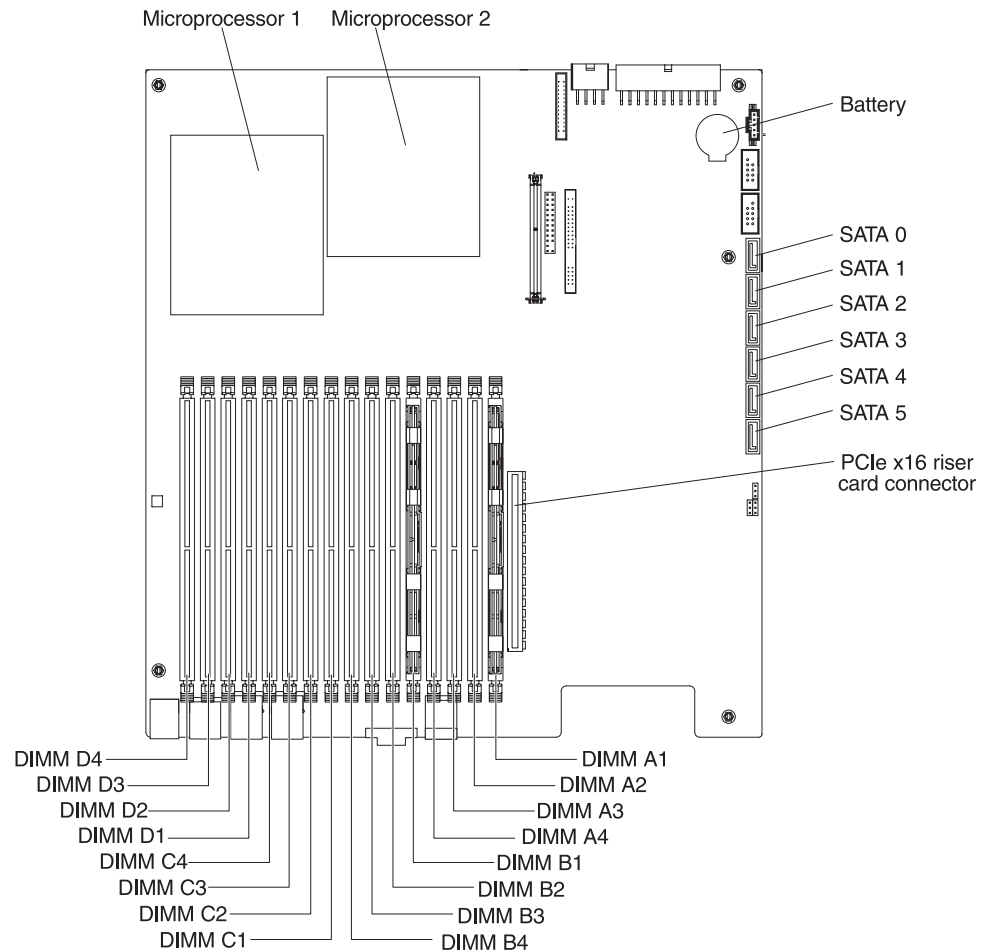 Microprocessor 1
Microprocessor 2
Battery
SATA 0
SATA 1
SATA 2
SATA 3
SATA 4
SATA 5
PCIe x16 riser
card connector
DIMM D4
DIMM D3
DIMM D2
DIMM D1
DIMM C4
DIMM C3
DIMM C2
DIMM C1
DIMM A1
DIMM A2
DIMM A3
DIMM A4
DIMM B1
DIMM B2
DIMM B3
DIMM B4